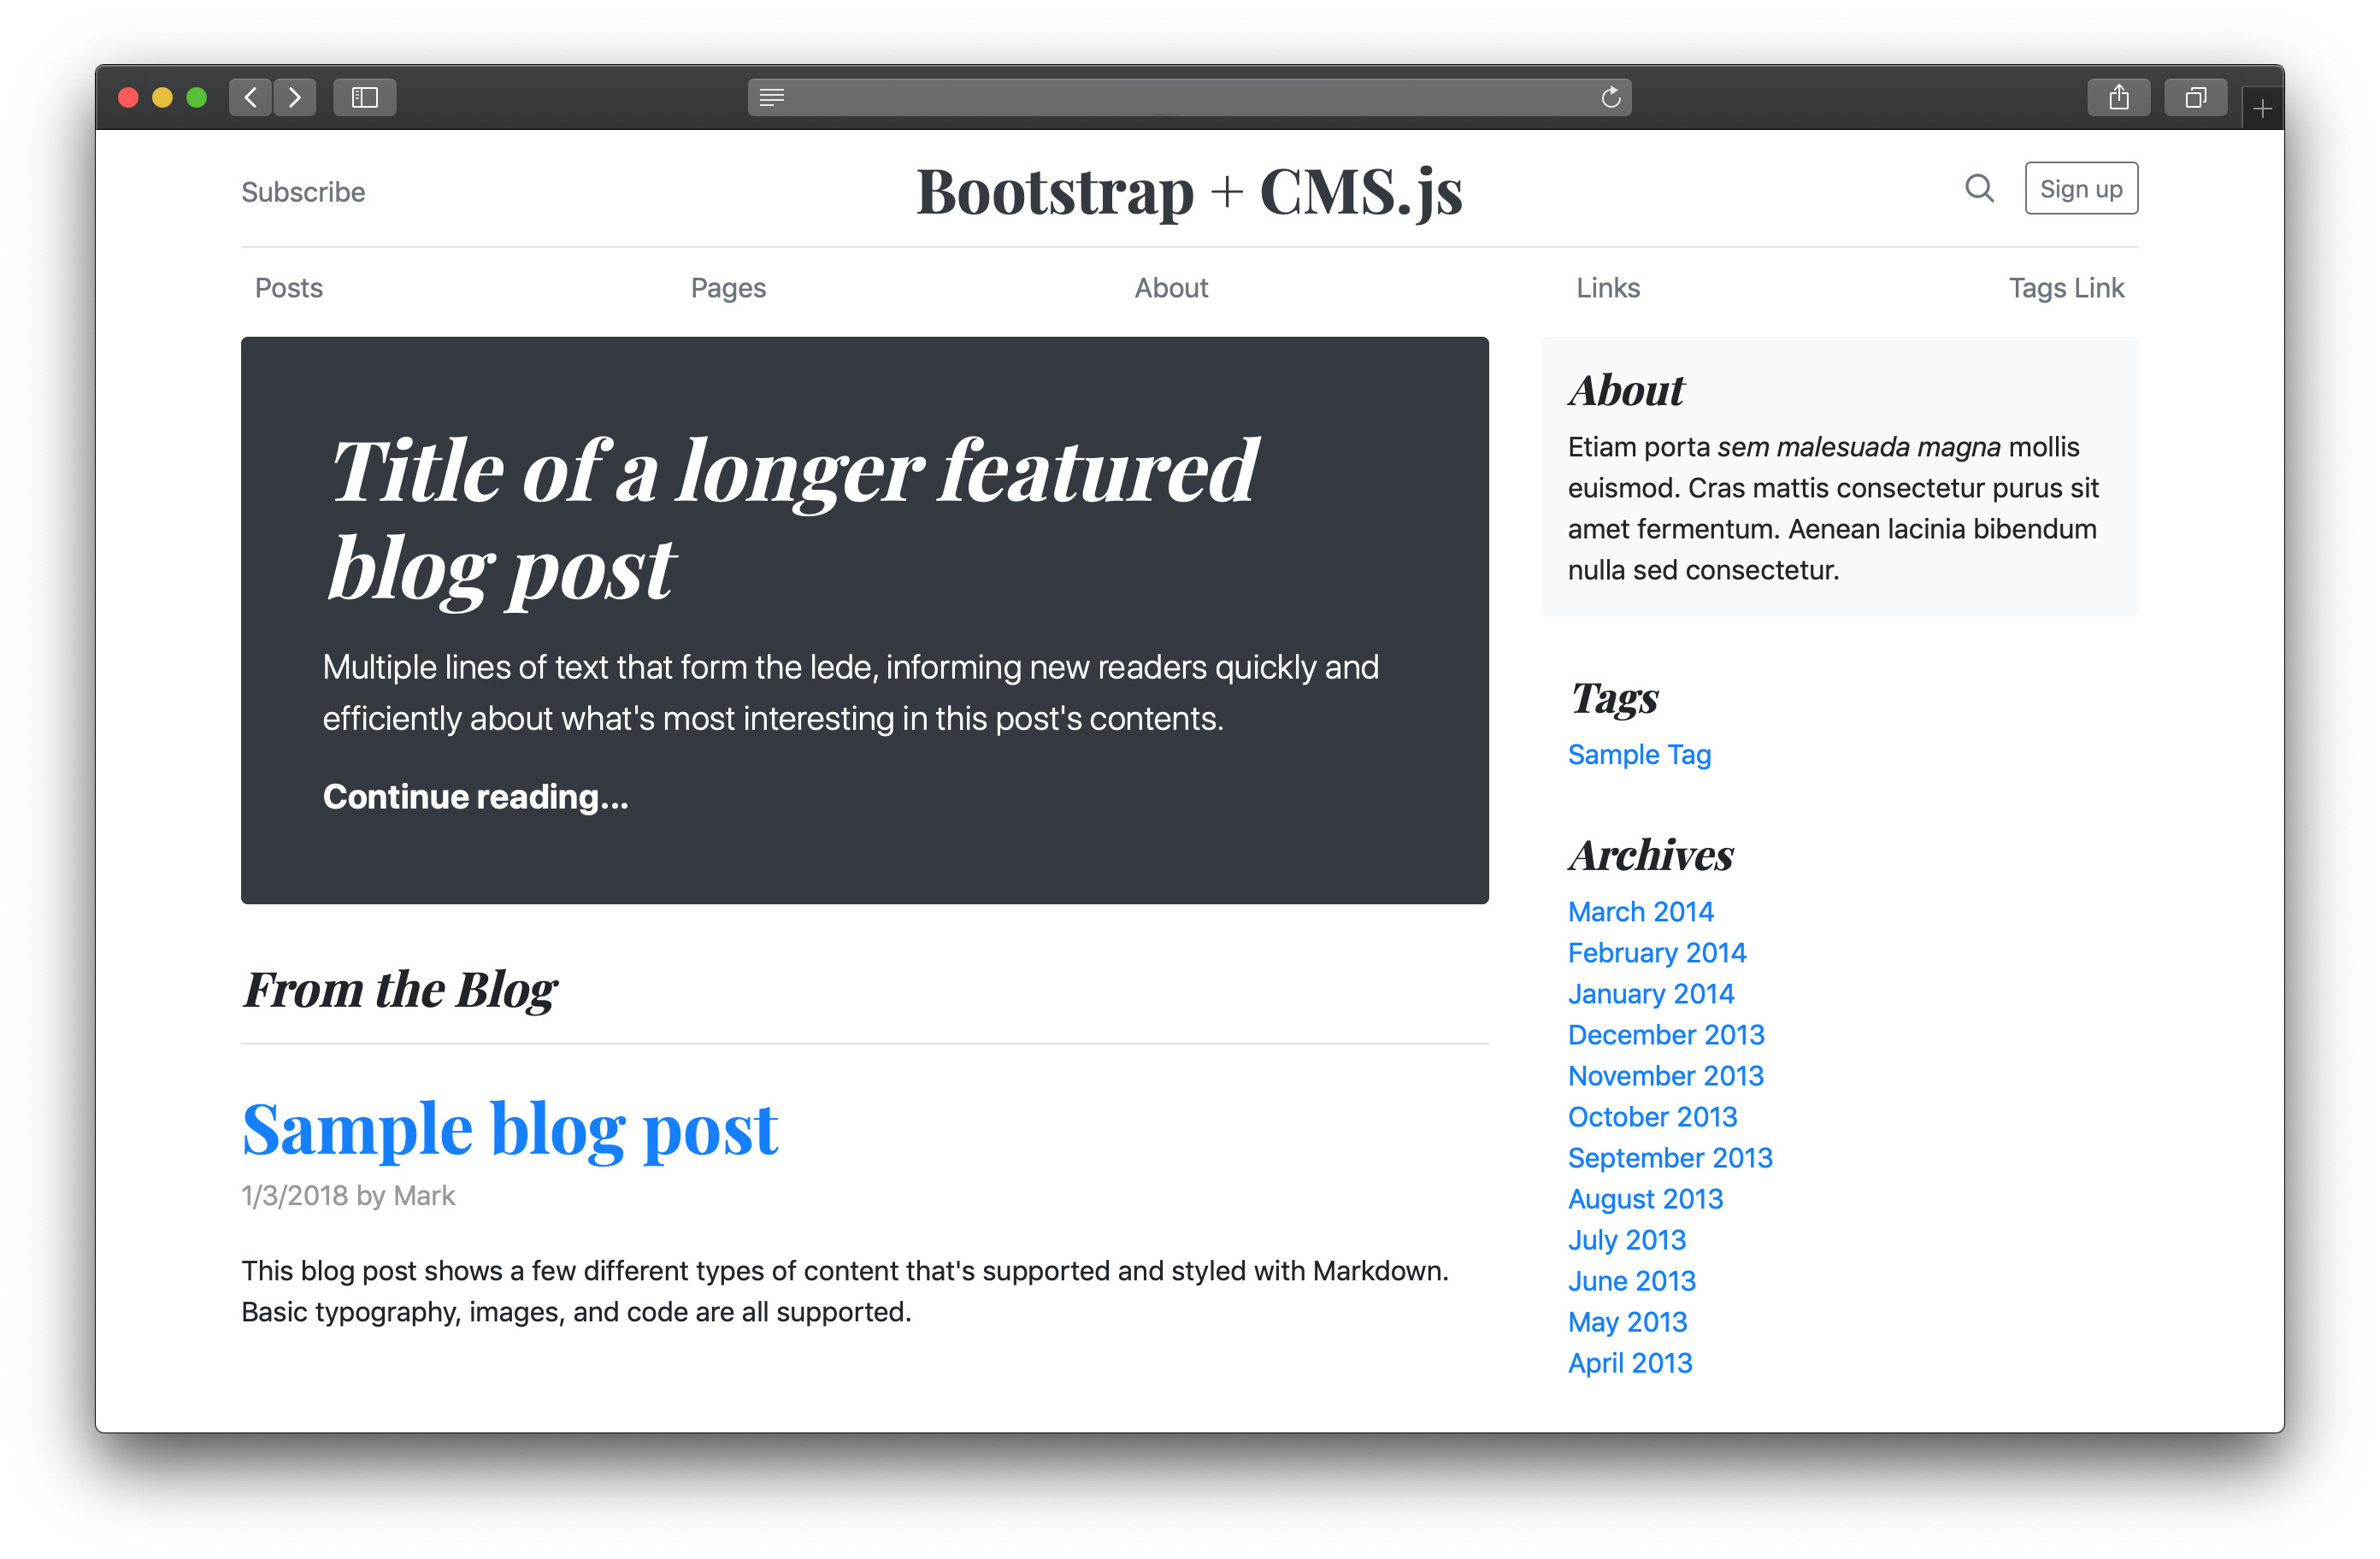 Subscribe
Bootstrap + CMS.js
Sign up
Posts
Pages
About
Links
Tags Link
Title of a longer featured
blog post
Multiple lines of text that form the lede, informing new readers quickly and
efficiently about what's most interesting in this post's contents.
Continue reading...
From the Blog
Sample blog post
1/3/2018 by Mark
This blog post shows a few different types of content that's supported and styled with Markdown.
Basic typography, images, and code are all supported.
About
Etiam porta sem malesuada magna mollis
euismod. Cras mattis consectetur purus sit
amet fermentum. Aenean lacinia bibendum
nulla sed consectetur.
Tags
Sample Tag
Archives
March 2014
February 2014
January 2014
December 2013
November 2013
October 2013
September 2013
August 2013
July 2013
June 2013
May 2013
April 2013